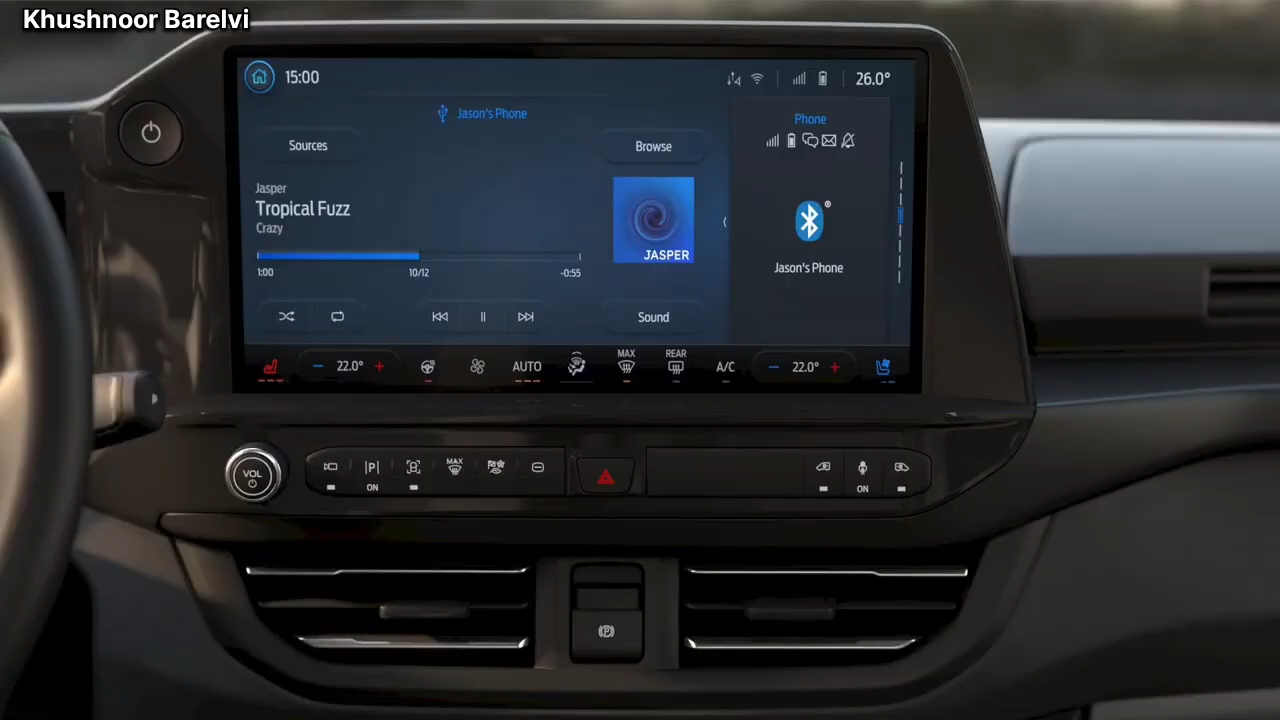 Khushnoor Barelvi
15:00
26.0°
Jason's Phone
Phone
Sources
Browse
Jasper
Tropical Fuzz
Crazy
JASPER
1:00
10/12
-0:55
Jason's Phone
Sound
22.0°
AUTO
MAX
REAR
A/C
22.0°
VOL
P
ON
MAX
ON
P
P